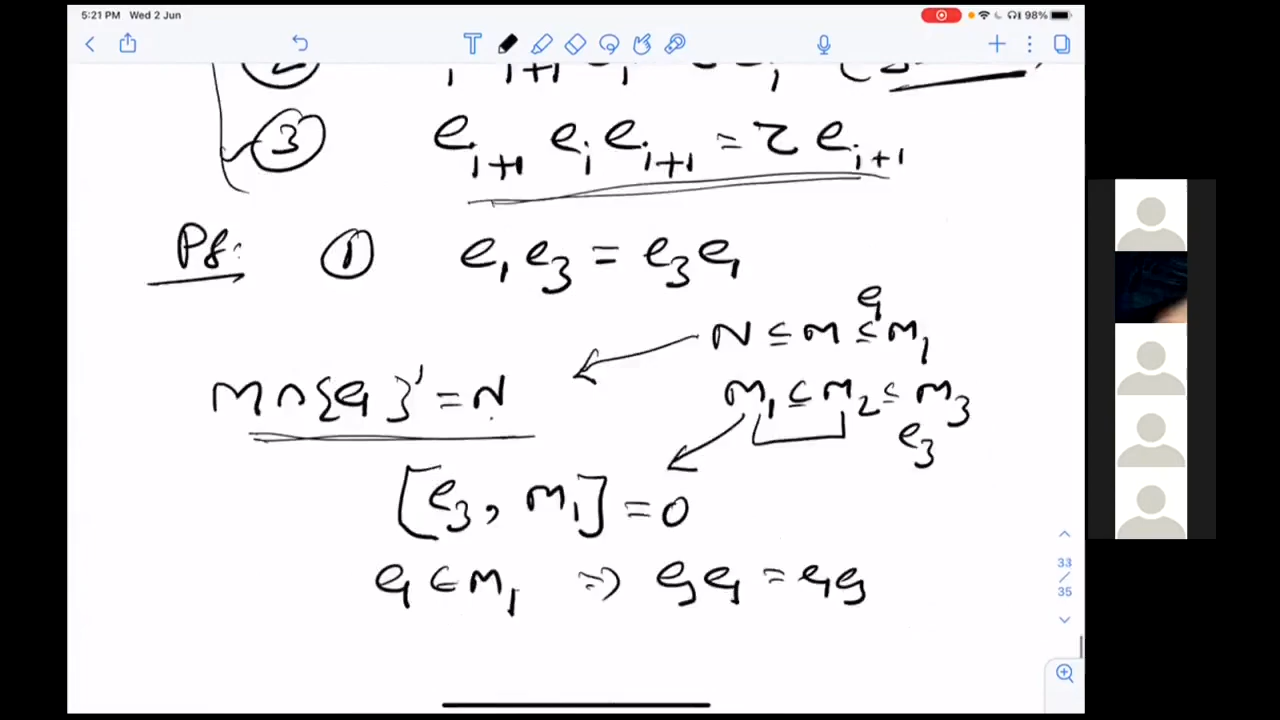 5:21 PM Wed 2 Jun 98%
② i i+1 i i
③ e_{i+1} e_i e_{i+1} = τ e_{i+1}
Pf: ① e_1 e_3 = e_3 e_1
e_1
N ⊆ M ⊆ M_1
M ∩ {e_1}' = N
M_1 ⊆ M_2 ⊆ M_3
e_3
[e_3, M_1] = 0
e_1 ∈ M_1 ⇒ e_3 e_1 = e_1 e_3
33
/
35